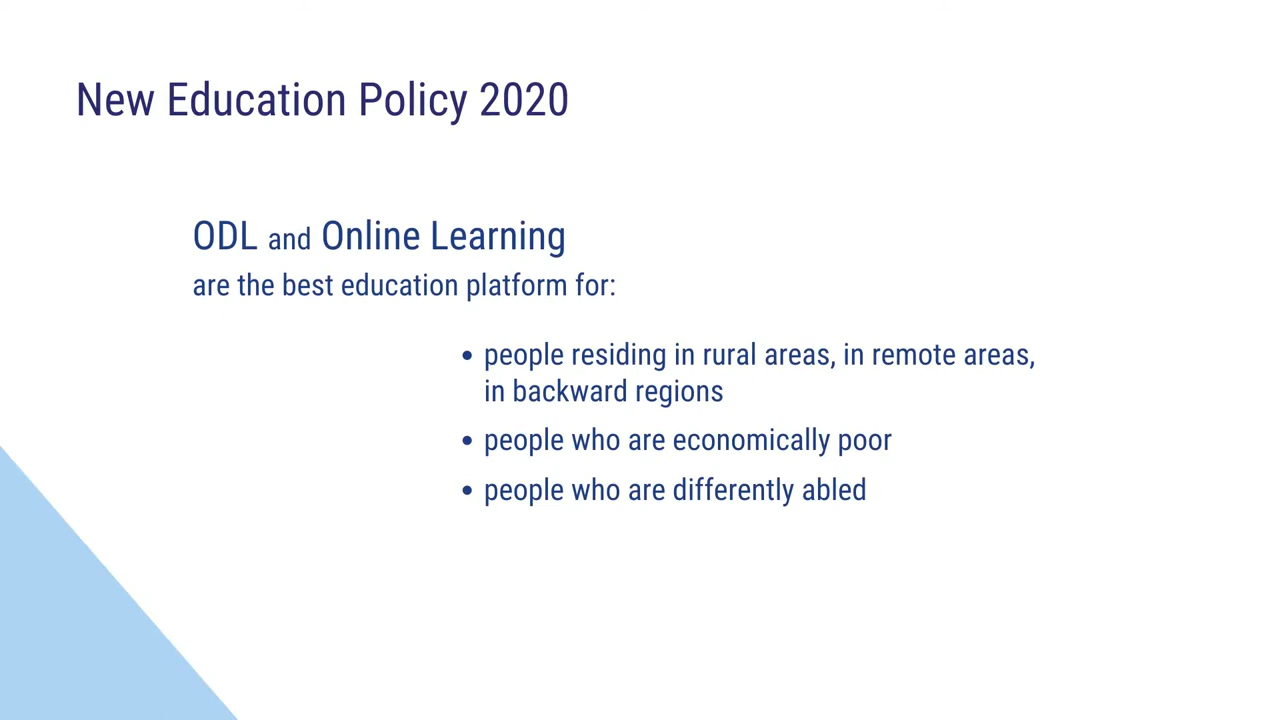 New Education Policy 2020
ODL and Online Learning
are the best education platform for:
• people residing in rural areas, in remote areas,
in backward regions
• people who are economically poor
• people who are differently abled